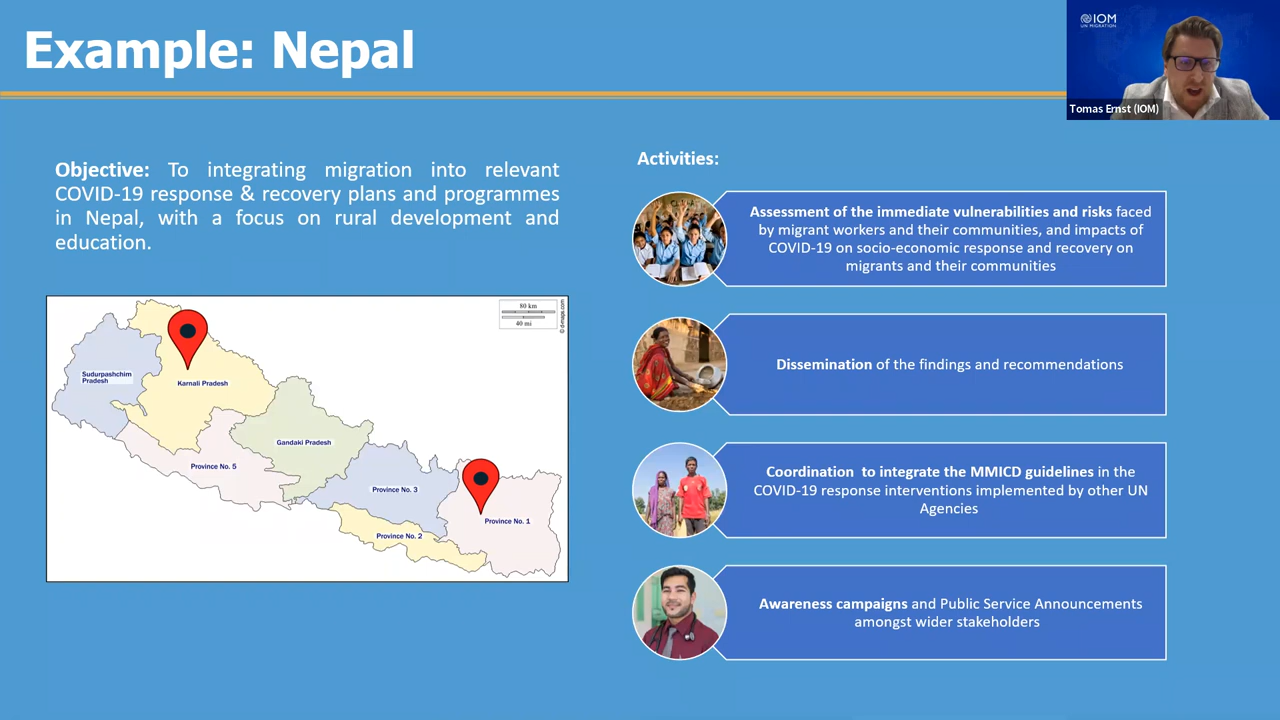 Example: Nepal
IOM
UN MIGRATION
Tomas Ernst (IOM)
Objective: To integrating migration into relevant
COVID-19 response & recovery plans and programmes
in Nepal, with a focus on rural development and
education.
80 km
40 mi
© d-maps.com
Sudurpashchim
Pradesh
Karnali Pradesh
Gandaki Pradesh
Province No. 5
Province No. 3
Province No. 2
Province No. 1
Activities:
Assessment of the immediate vulnerabilities and risks faced
by migrant workers and their communities, and impacts of
COVID-19 on socio-economic response and recovery on
migrants and their communities
Dissemination of the findings and recommendations
Coordination  to integrate the MMICD guidelines in the
COVID-19 response interventions implemented by other UN
Agencies
Awareness campaigns and Public Service Announcements
amongst wider stakeholders